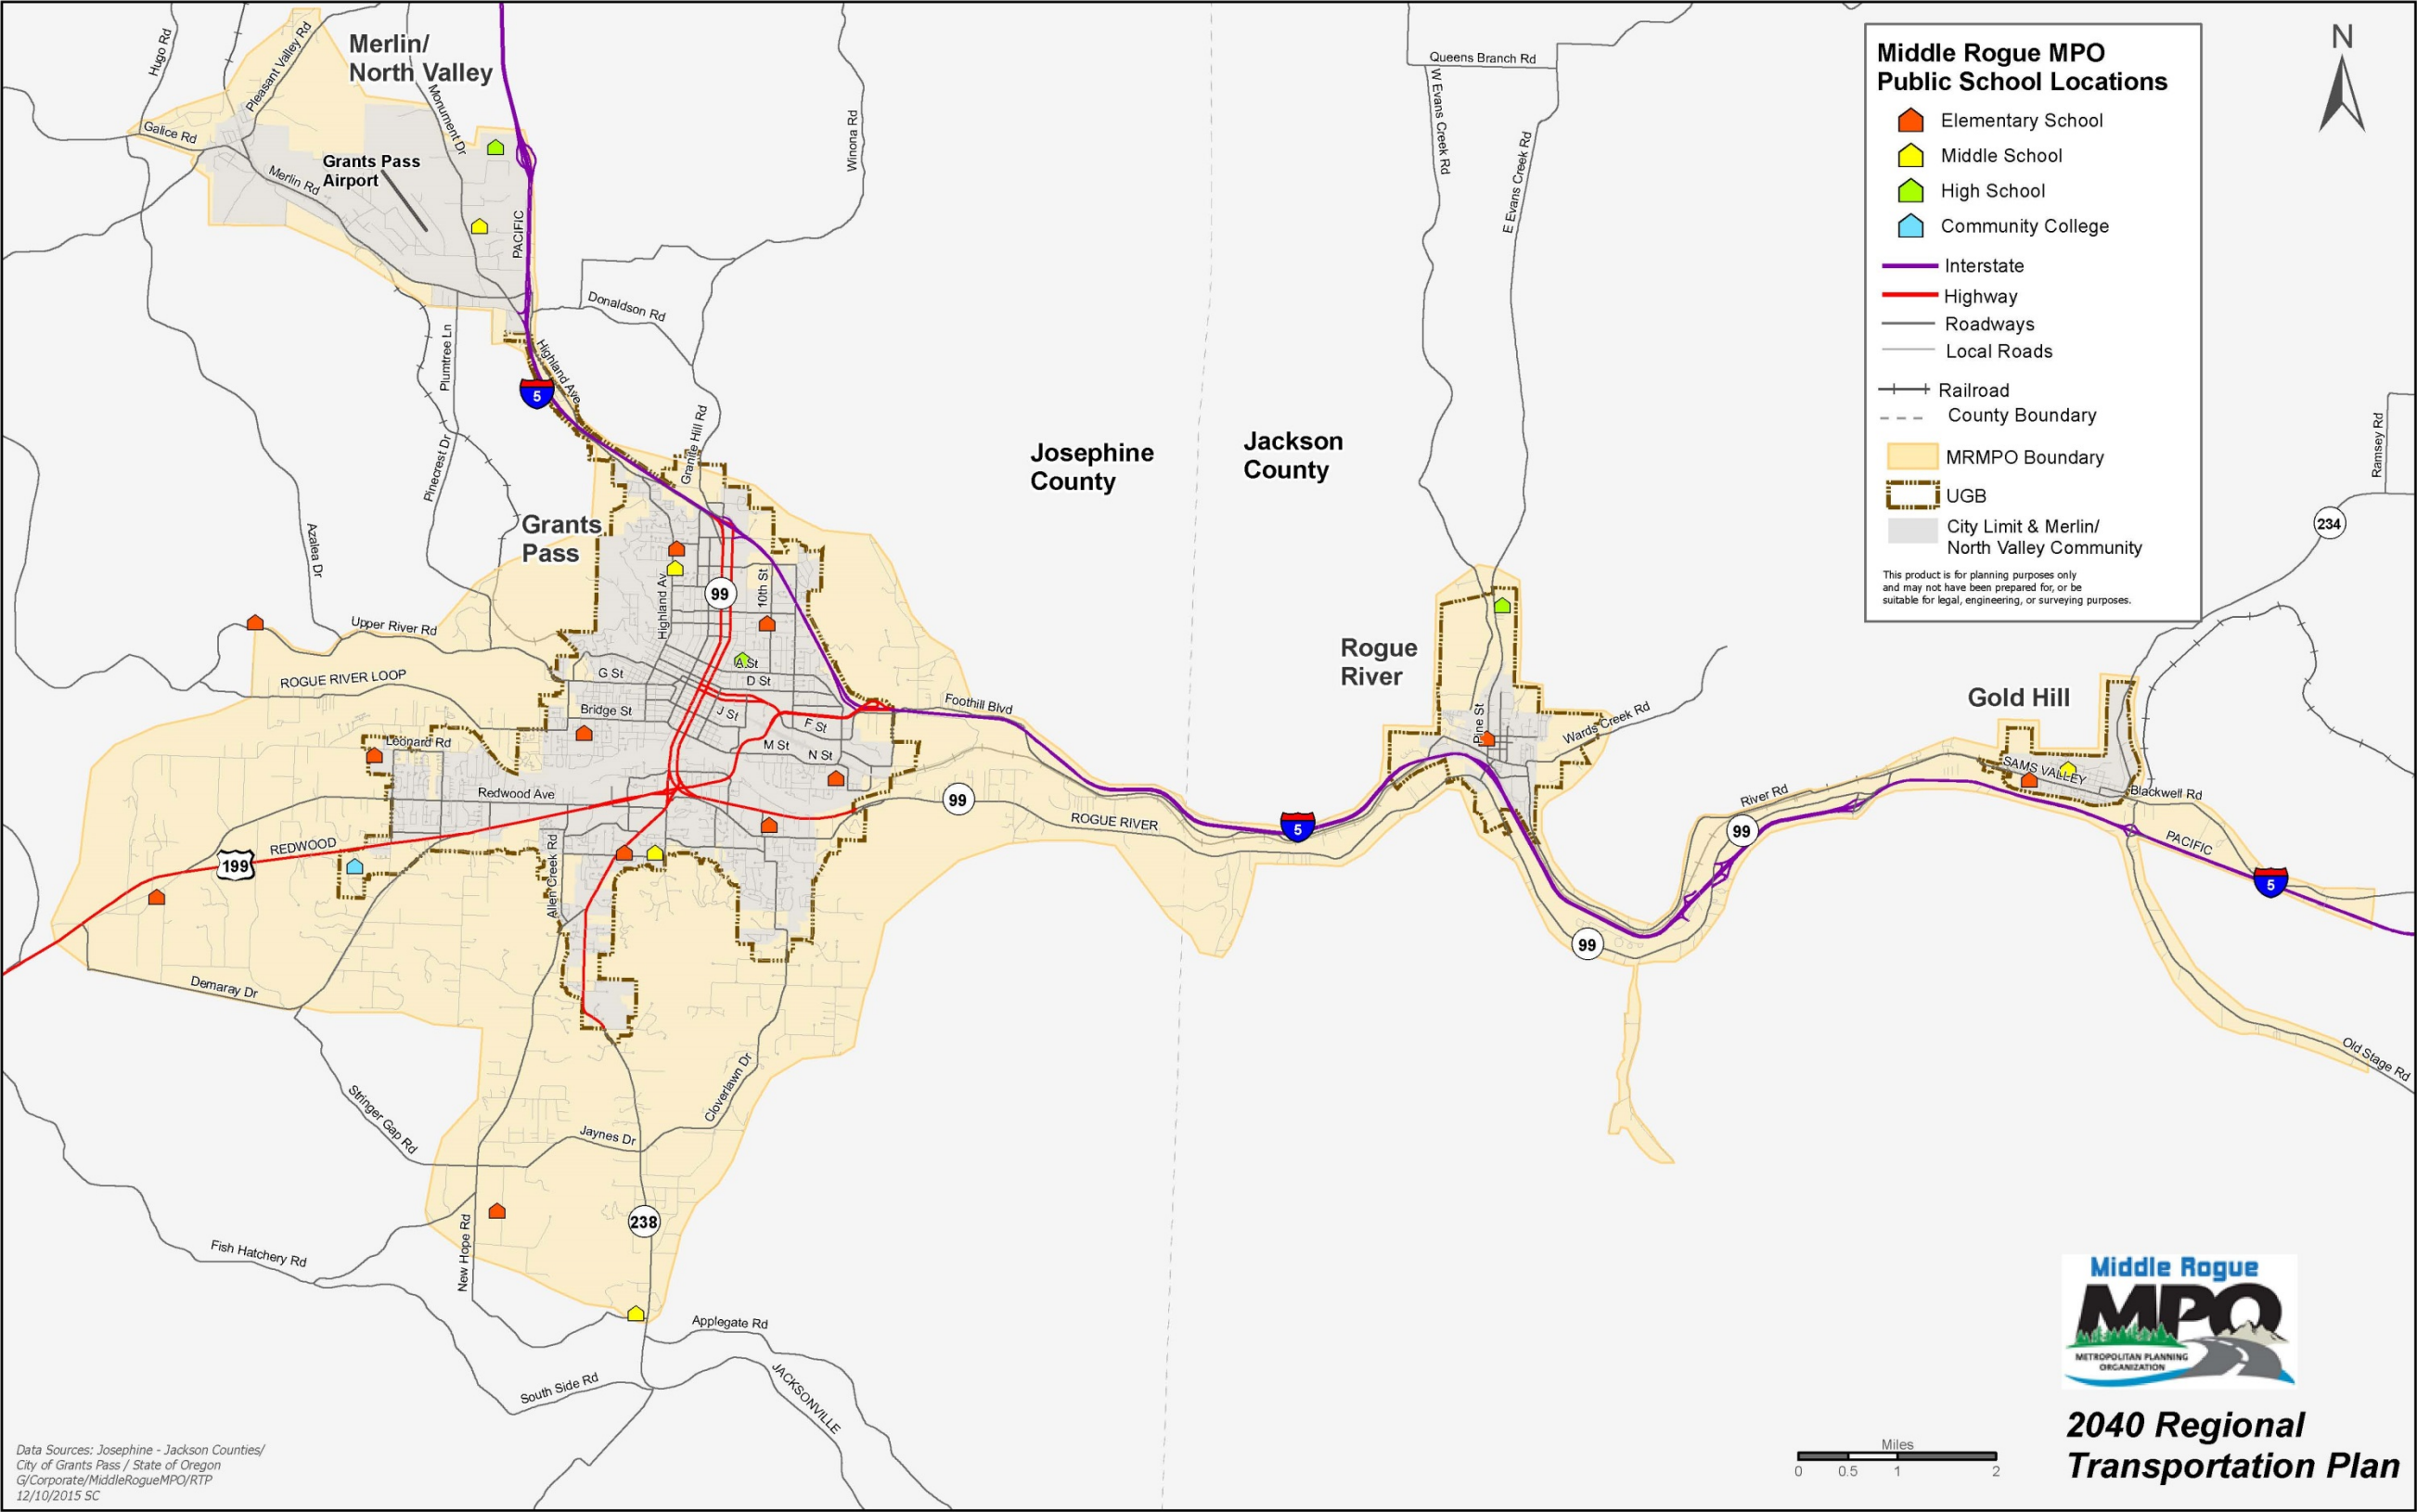 Merlin/
North Valley
Hugo Rd
Pleasant Valley Rd
Monument Dr
Galice Rd
Merlin Rd
Grants Pass
Airport
PACIFIC
Winona Rd
Donaldson Rd
Plumtree Ln
Highland Ave
5
Granite Hill Rd
Pinecrest Dr
Azalea Dr
Grants
Pass
Josephine
County
Jackson
County
Queens Branch Rd
W Evans Creek Rd
E Evans Creek Rd
Middle Rogue MPO
Public School Locations
Elementary School
Middle School
High School
Community College
Interstate
Highway
Roadways
Local Roads
Railroad
County Boundary
MRMPO Boundary
UGB
City Limit & Merlin/
North Valley Community
This product is for planning purposes only
and may not have been prepared for, or be
suitable for legal, engineering, or surveying purposes.
N
Ramsey Rd
234
99
Highland Av
10th St
Upper River Rd
ROGUE RIVER LOOP
G St
A St
D St
Bridge St
J St
F St
M St
N St
Leonard Rd
Redwood Ave
REDWOOD
199
Allen Creek Rd
Foothill Blvd
99
ROGUE RIVER
5
Rogue
River
Pine St
Wards Creek Rd
Gold Hill
SAMS VALLEY
River Rd
99
Blackwell Rd
PACIFIC
5
99
Old Stage Rd
Demaray Dr
Stringer Gap Rd
Jaynes Dr
Cloverlawn Dr
238
New Hope Rd
Fish Hatchery Rd
Applegate Rd
South Side Rd
JACKSONVILLE
Middle Rogue
MPO
METROPOLITAN PLANNING
ORGANIZATION
2040 Regional
Transportation Plan
Miles
0 0.5 1 2
Data Sources: Josephine - Jackson Counties/
City of Grants Pass / State of Oregon
G/Corporate/MiddleRogueMPO/RTP
12/10/2015 SC